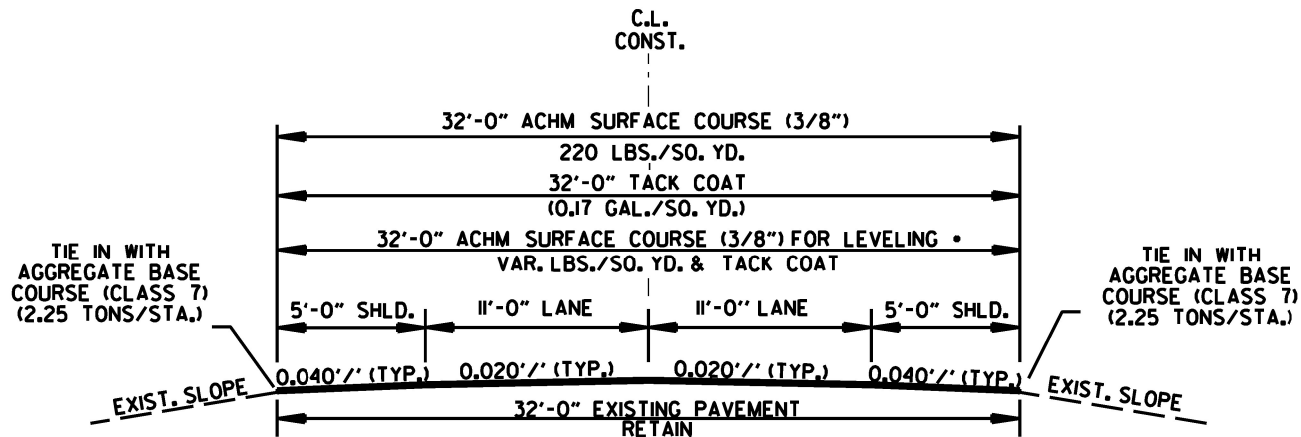 C.L.
CONST.
32'-0" ACHM SURFACE COURSE (3/8")
220 LBS./SQ. YD.
32'-0" TACK COAT
(0.17 GAL./SQ. YD.)
32'-0" ACHM SURFACE COURSE (3/8") FOR LEVELING •
VAR. LBS./SQ. YD. & TACK COAT
TIE IN WITH
AGGREGATE BASE
COURSE (CLASS 7)
(2.25 TONS/STA.)
TIE IN WITH
AGGREGATE BASE
COURSE (CLASS 7)
(2.25 TONS/STA.)
5'-0" SHLD. 11'-0" LANE 11'-0" LANE 5'-0" SHLD.
0.040'/' (TYP.) 0.020'/' (TYP.) 0.020'/' (TYP.) 0.040'/' (TYP.)
EXIST. SLOPE EXIST. SLOPE
32'-0" EXISTING PAVEMENT
RETAIN